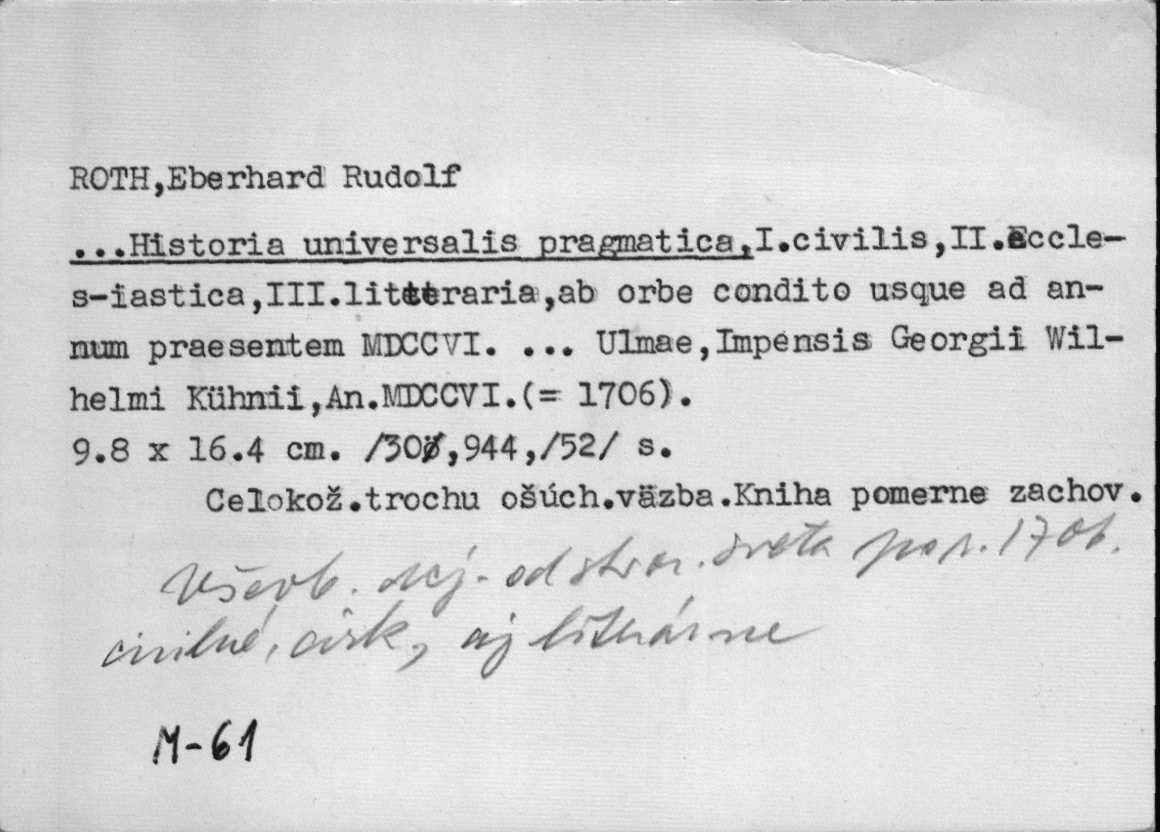 ROTH,Eberhard Rudolf
...Historia universalis pragmatica,I.civilis,II.Eccle-
s-iastica,III.litteraria,ab orbe condito usque ad an-
num praesentem MDCCVI. ... Ulmae,Impensis Georgii Wil-
helmi Kühnii,An.MDCCVI.(= 1706).
9.8 x 16.4 cm. /30/,944,/52/ s.
Celokož.trochu ošúch.väzba.Kniha pomerne zachov.
Všeob. dej. od stvor. sveta po r. 1706.
civilné, cirk, aj literárne
M-61